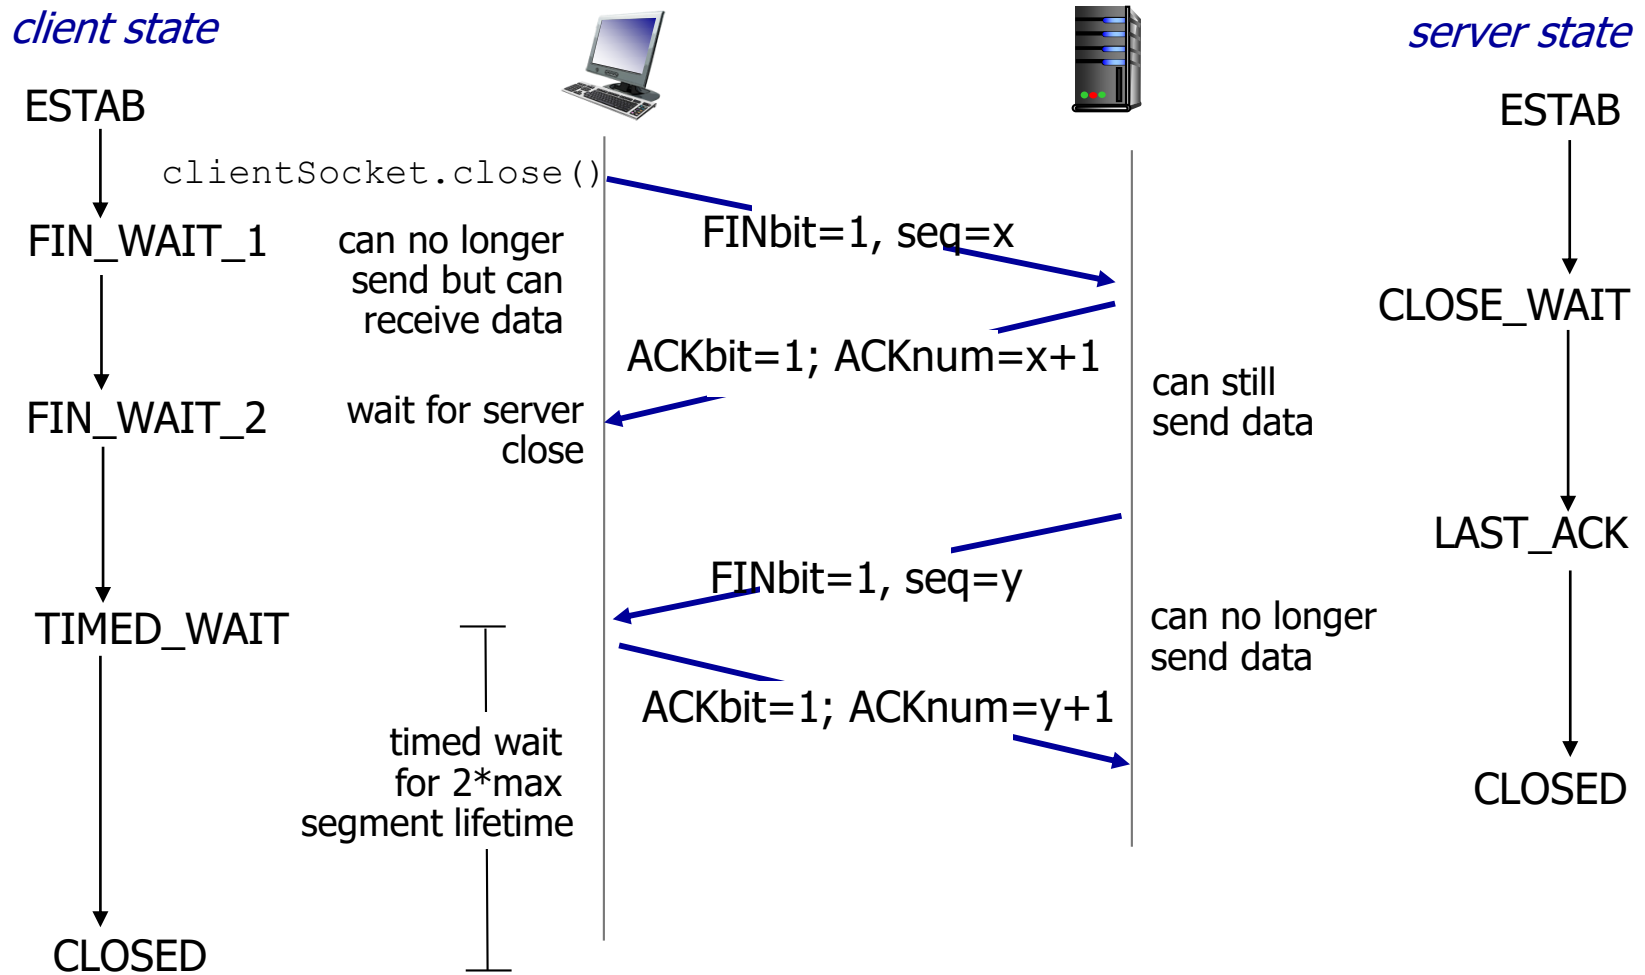 client state
server state
ESTAB
ESTAB
clientSocket.close()
FIN_WAIT_1
can no longer
send but can
receive data
FINbit=1, seq=x
CLOSE_WAIT
ACKbit=1; ACKnum=x+1
FIN_WAIT_2
wait for server
close
can still
send data
LAST_ACK
FINbit=1, seq=y
TIMED_WAIT
can no longer
send data
ACKbit=1; ACKnum=y+1
timed wait
for 2*max
segment lifetime
CLOSED
CLOSED